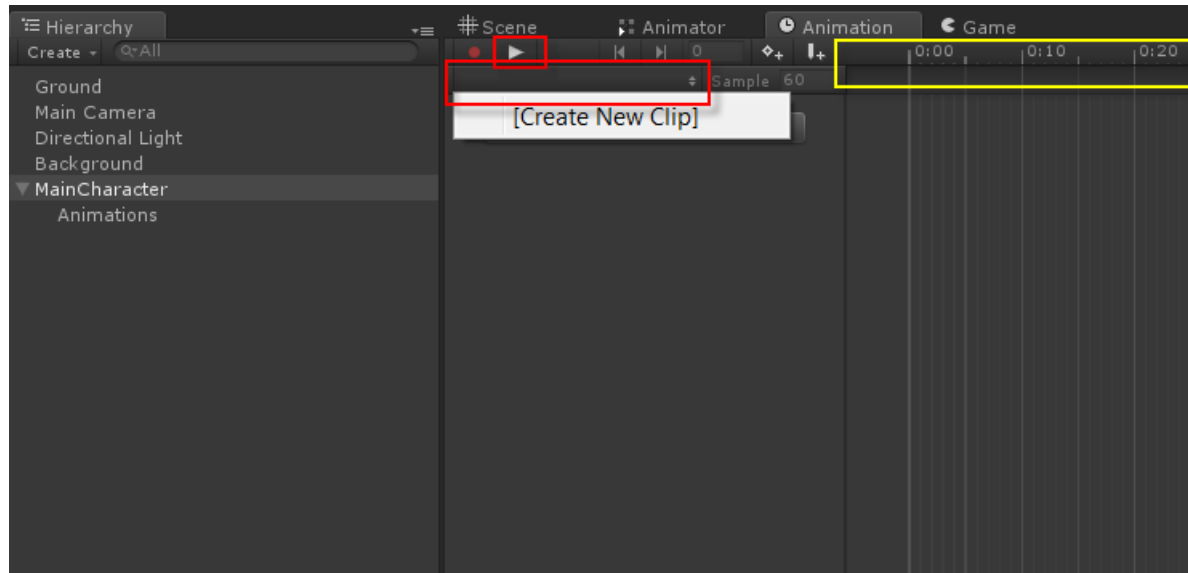 Hierarchy
Create All
Ground
Main Camera
Directional Light
Background
MainCharacter
Animations
Scene Animator Animation Game
0 0:00 0:10 0:20
Sample 60
[Create New Clip]